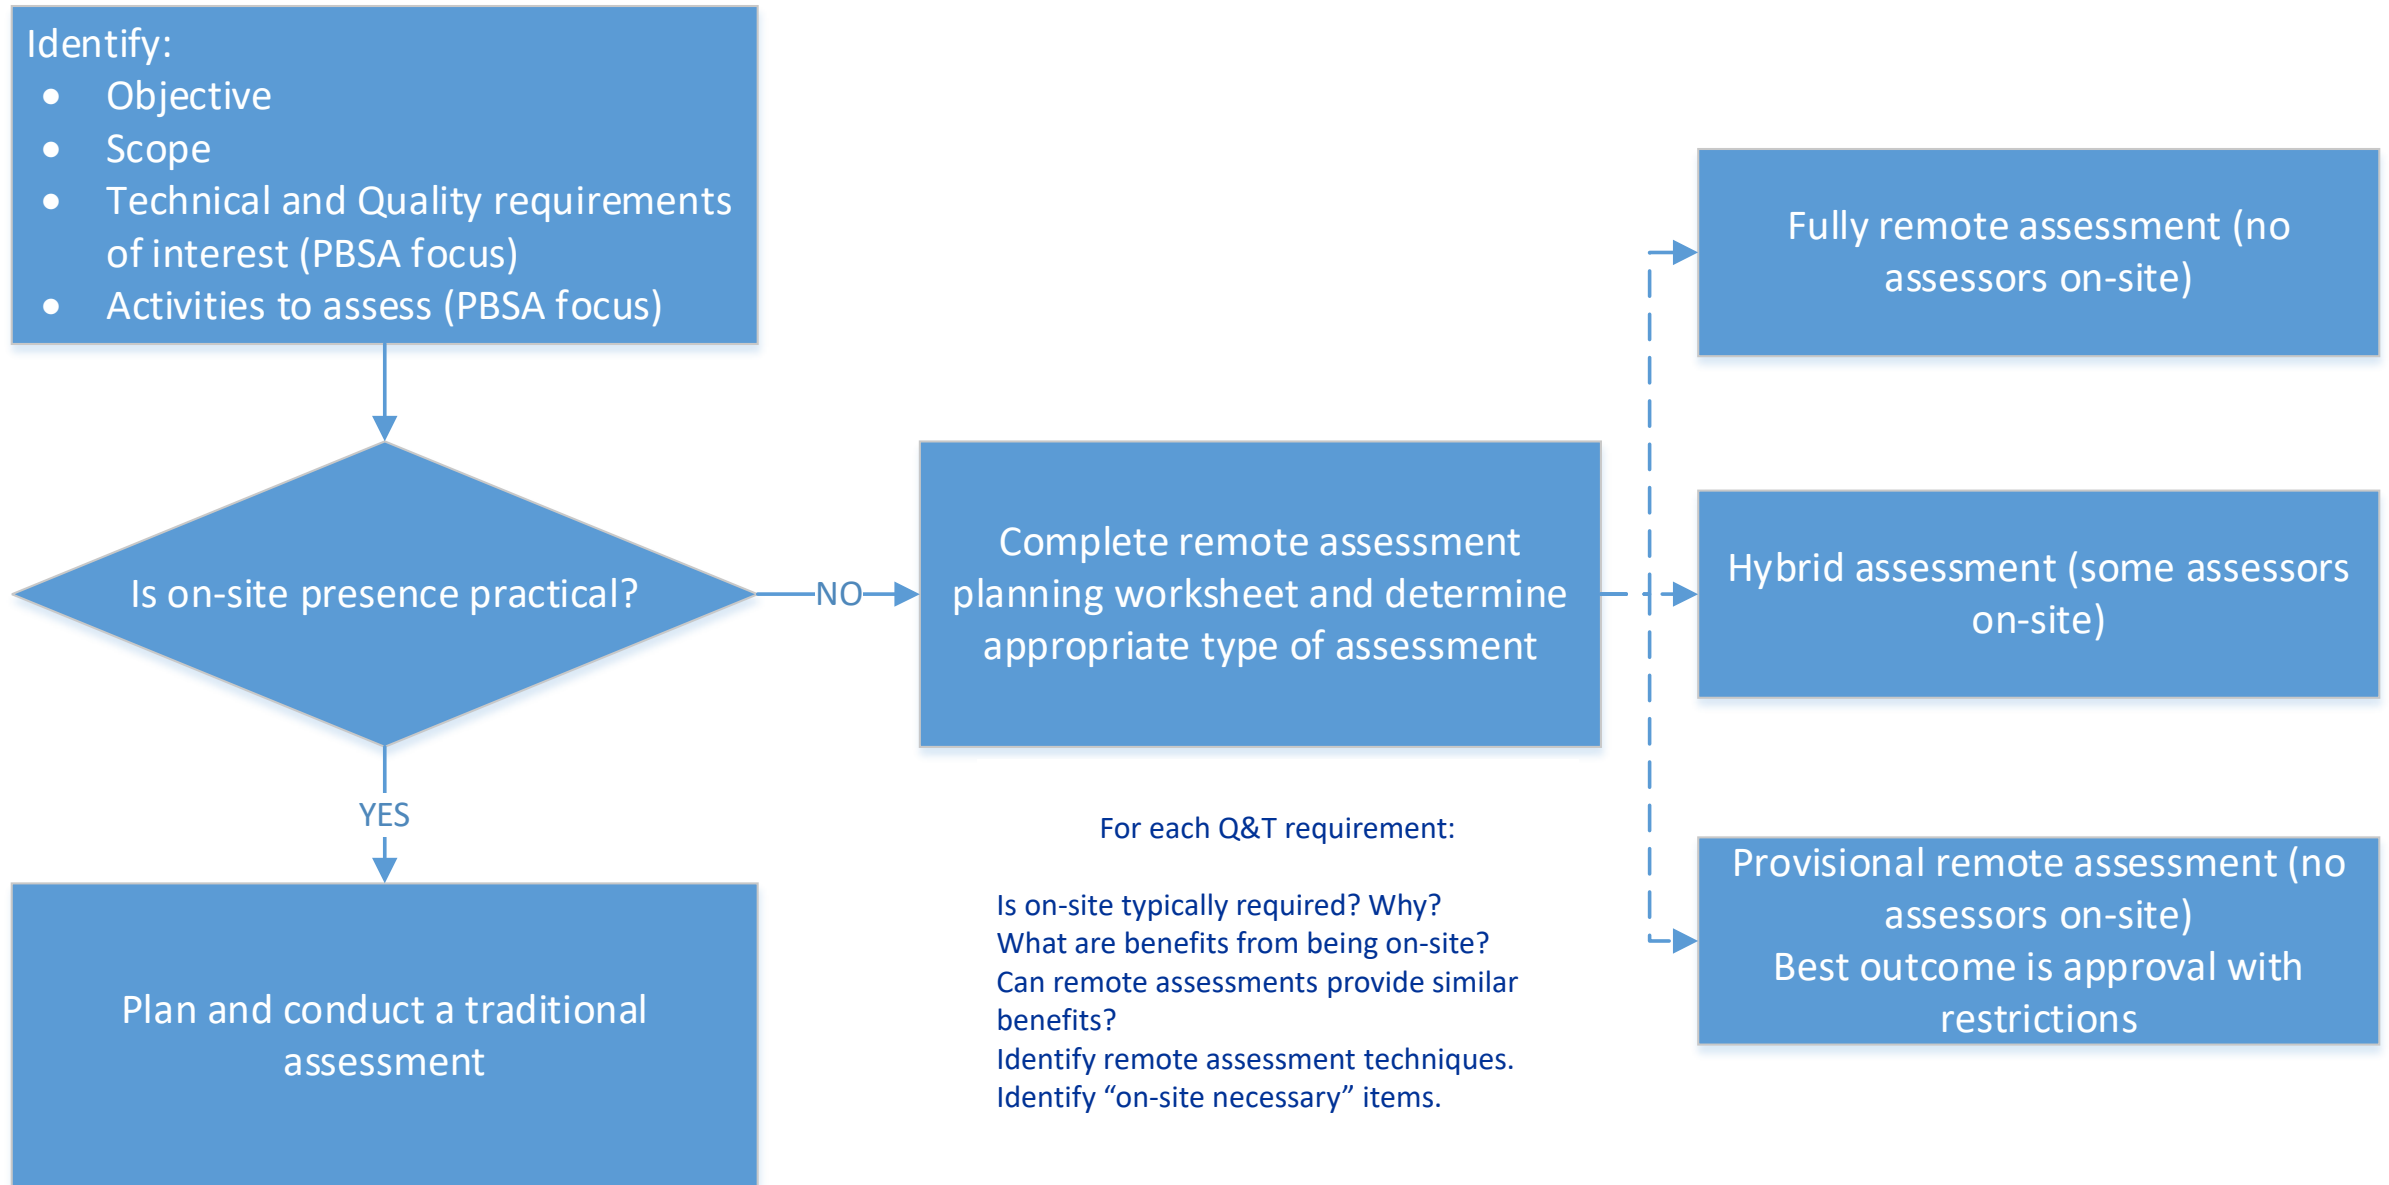 Identify:
• Objective
• Scope
• Technical and Quality requirements
of interest (PBSA focus)
• Activities to assess (PBSA focus)
Is on-site presence practical?
NO
YES
Plan and conduct a traditional
assessment
Complete remote assessment
planning worksheet and determine
appropriate type of assessment
For each Q&T requirement:
Is on-site typically required? Why?
What are benefits from being on-site?
Can remote assessments provide similar
benefits?
Identify remote assessment techniques.
Identify “on-site necessary” items.
Fully remote assessment (no
assessors on-site)
Hybrid assessment (some assessors
on-site)
Provisional remote assessment (no
assessors on-site)
Best outcome is approval with
restrictions